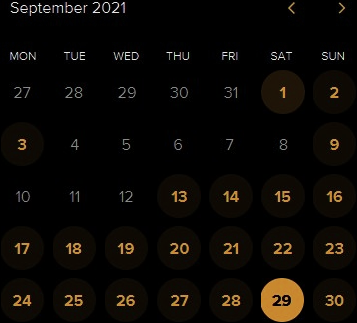 September 2021
MON TUE WED THU FRI SAT SUN
27 28 29 30 31 1 2
3 4 5 6 7 8 9
10 11 12 13 14 15 16
17 18 19 20 21 22 23
24 25 26 27 28 29 30